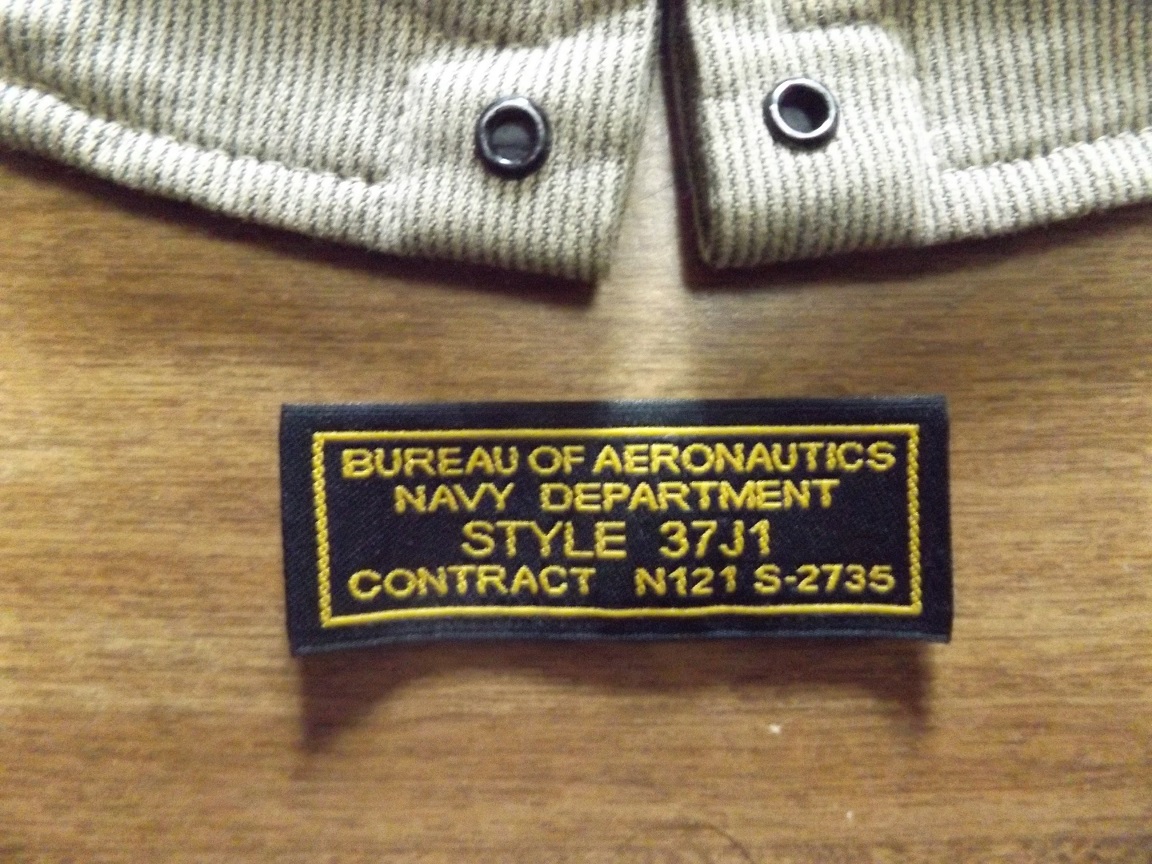 BUREAU OF AERONAUTICS
NAVY DEPARTMENT
STYLE 37J1
CONTRACT N121 S-2735